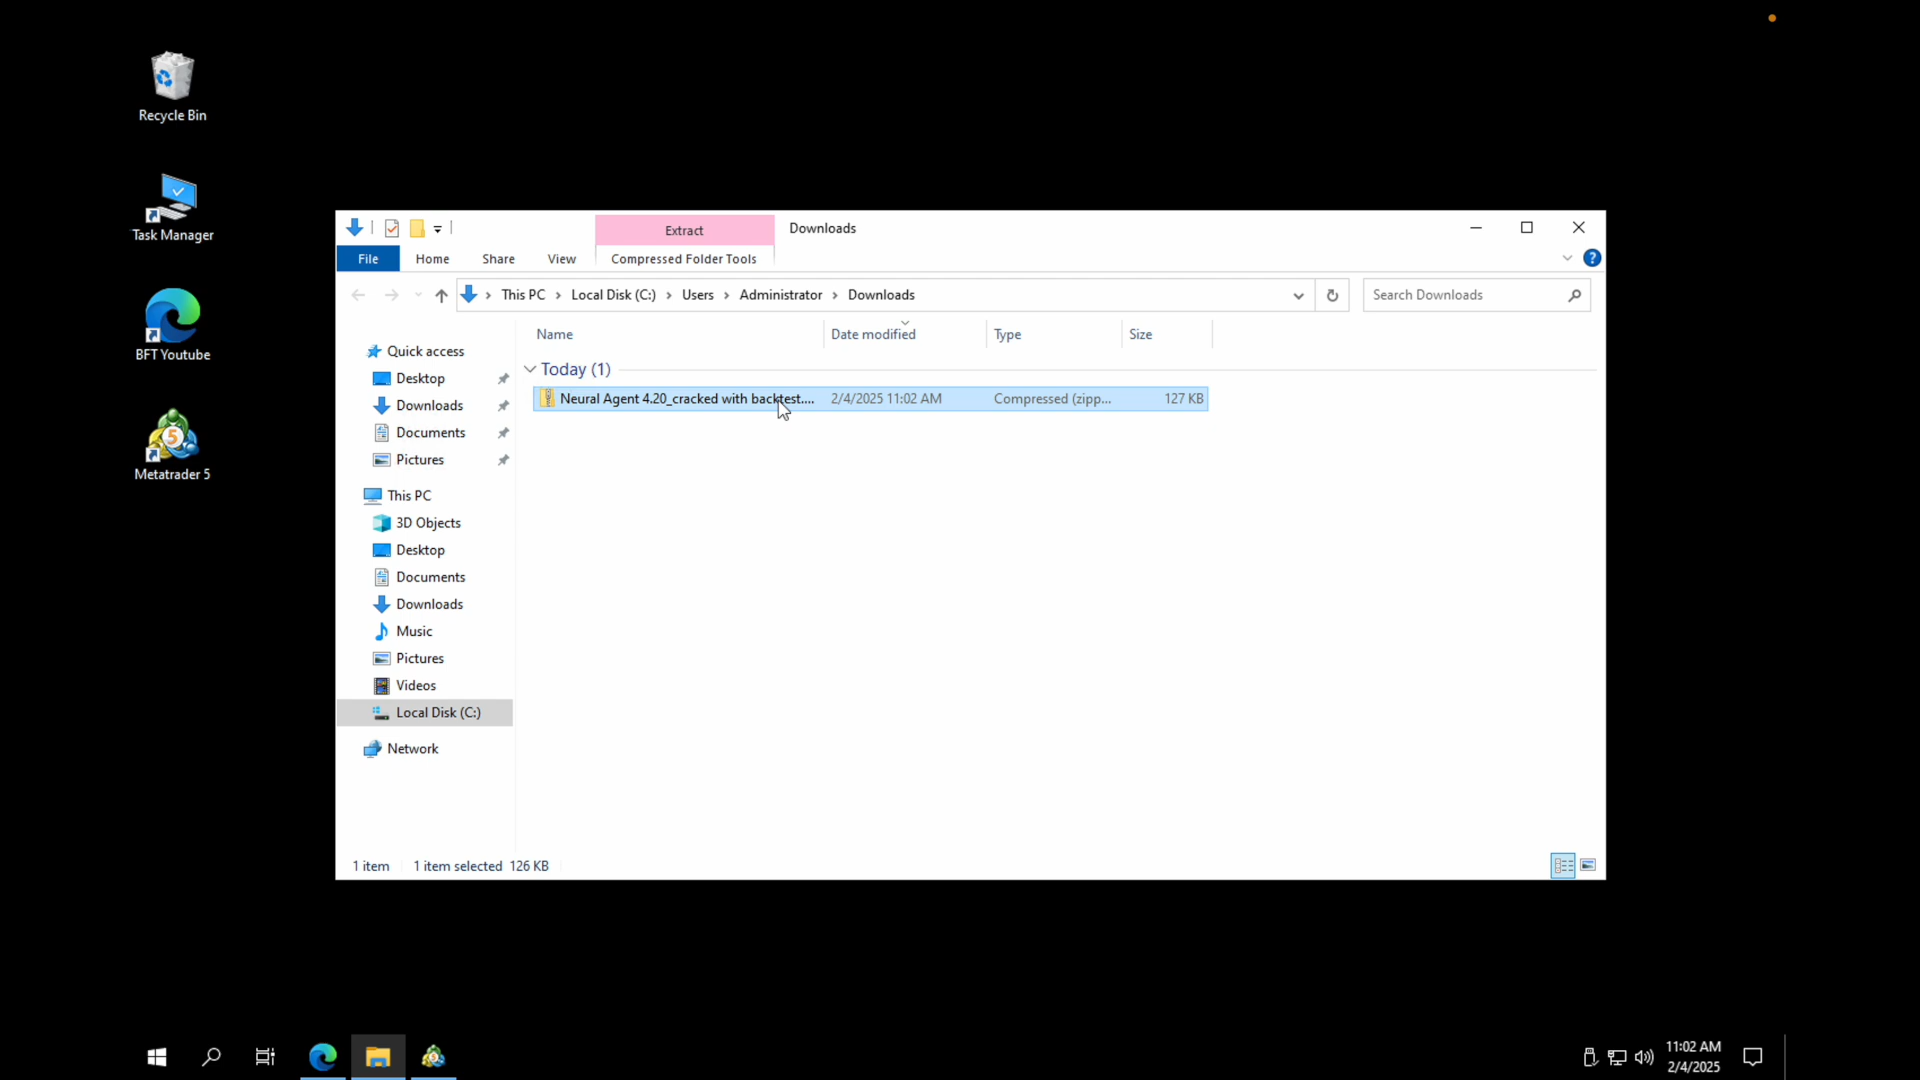 Recycle Bin
Task Manager
BFT Youtube
5
Metatrader 5
Extract
Downloads
File
Home
Share
View
Compressed Folder Tools
?
This PC
Local Disk (C:)
Users
Administrator
Downloads
Search Downloads
Name
Date modified
Type
Size
Quick access
Desktop
Downloads
Documents
Pictures
This PC
3D Objects
Desktop
Documents
Downloads
Music
Pictures
Videos
Local Disk (C:)
Network
Today (1)
Neural Agent 4.20_cracked with backtest.... 2/4/2025 11:02 AM Compressed (zipp... 127 KB
1 item 1 item selected 126 KB
11:02 AM
2/4/2025